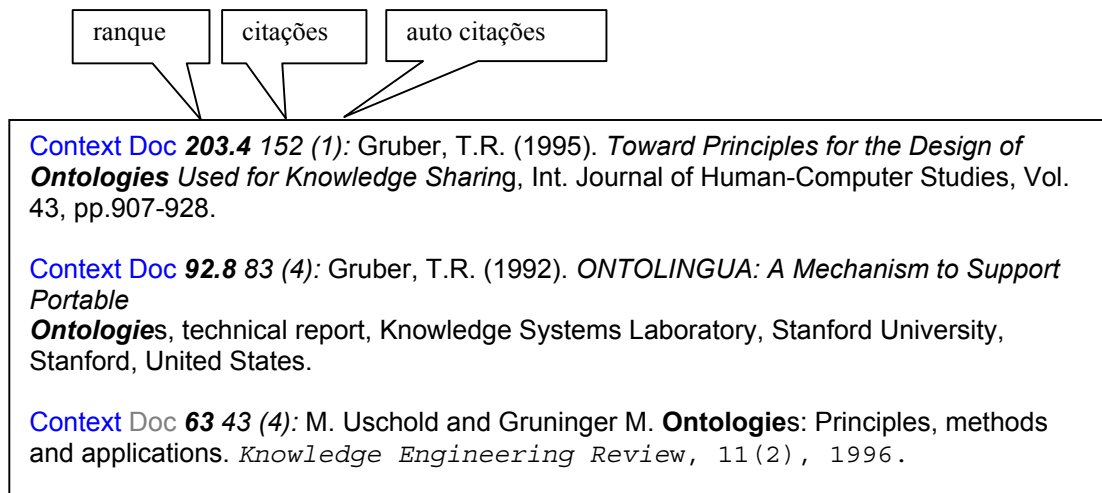 ranque citações auto citações
Context Doc 203.4 152 (1): Gruber, T.R. (1995). Toward Principles for the Design of
Ontologies Used for Knowledge Sharing, Int. Journal of Human-Computer Studies, Vol.
43, pp.907-928.
Context Doc 92.8 83 (4): Gruber, T.R. (1992). ONTOLINGUA: A Mechanism to Support
Portable
Ontologies, technical report, Knowledge Systems Laboratory, Stanford University,
Stanford, United States.
Context Doc 63 43 (4): M. Uschold and Gruninger M. Ontologies: Principles, methods
and applications. Knowledge Engineering Review, 11(2), 1996.